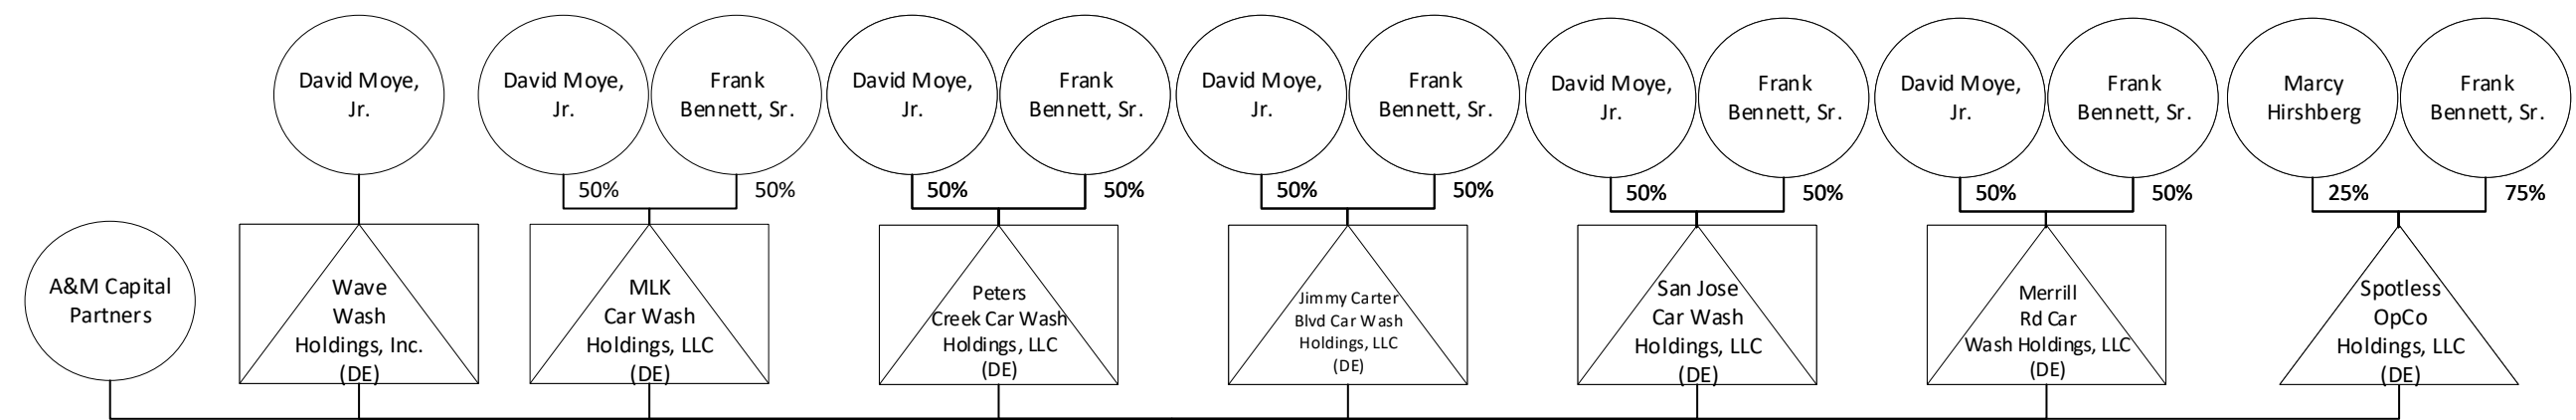 David Moye,
Jr.
David Moye,
Jr.
Frank
Bennett, Sr.
David Moye,
Jr.
Frank
Bennett, Sr.
David Moye,
Jr.
Frank
Bennett, Sr.
David Moye,
Jr.
Frank
Bennett, Sr.
David Moye,
Jr.
Frank
Bennett, Sr.
Marcy
Hirshberg
Frank
Bennett, Sr.
50%
50%
50%
50%
50%
50%
50%
50%
50%
50%
25%
75%
A&M Capital
Partners
Wave
Wash
Holdings, Inc.
(DE)
MLK
Car Wash
Holdings, LLC
(DE)
Peters
Creek Car Wash
Holdings, LLC
(DE)
Jimmy Carter
Blvd Car Wash
Holdings, LLC
(DE)
San Jose
Car Wash
Holdings, LLC
(DE)
Merrill
Rd Car
Wash Holdings, LLC
(DE)
Spotless
OpCo
Holdings, LLC
(DE)